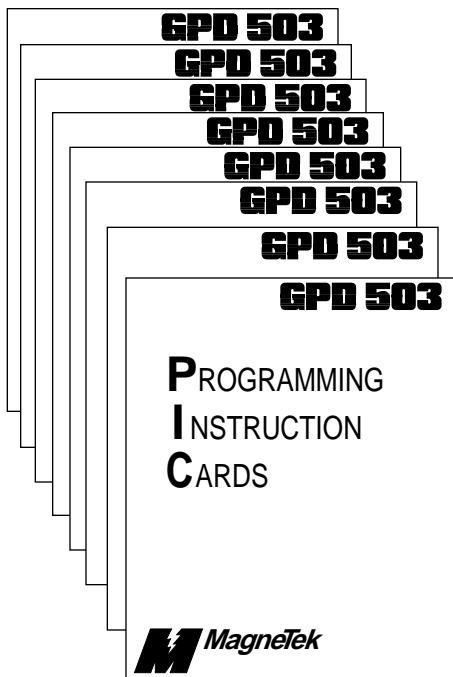 GPD 503
GPD 503
GPD 503
GPD 503
GPD 503
GPD 503
GPD 503
GPD 503
PROGRAMMING
INSTRUCTION
CARDS
MagneTek